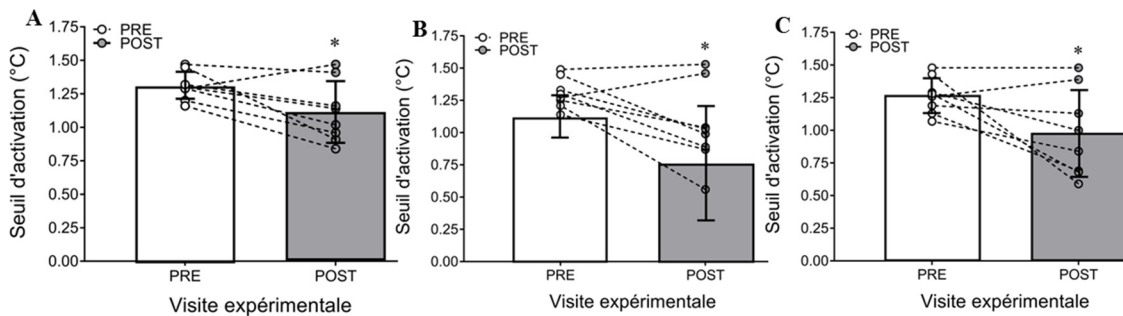 A
PRE
POST
*
Seuil d'activation (°C)
1.75
1.50
1.25
1.00
0.75
0.50
0.25
0.00
PRE
POST
Visite expérimentale
B
PRE
POST
*
Seuil d'activation (°C)
1.75
1.50
1.25
1.00
0.75
0.50
0.25
0.00
PRE
POST
Visite expérimentale
C
PRE
POST
*
Seuil d'activation (°C)
1.75
1.50
1.25
1.00
0.75
0.50
0.25
0.00
PRE
POST
Visite expérimentale